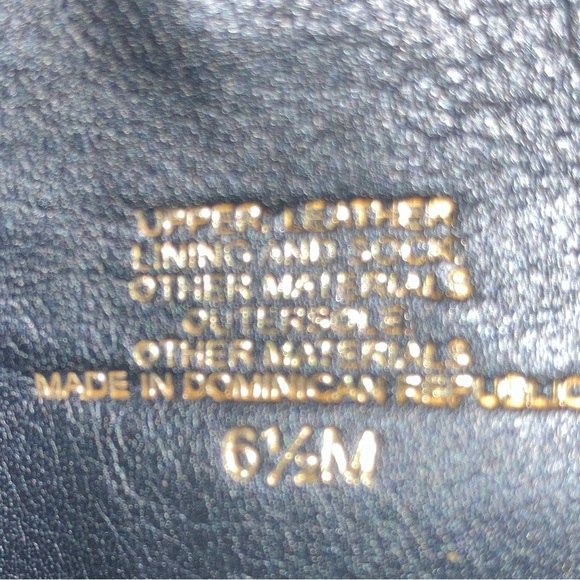 UPPER: LEATHER
LINING AND SOCK:
OTHER MATERIALS
OUTERSOLE:
OTHER MATERIALS
MADE IN DOMINICAN REPUBLIC
6½M